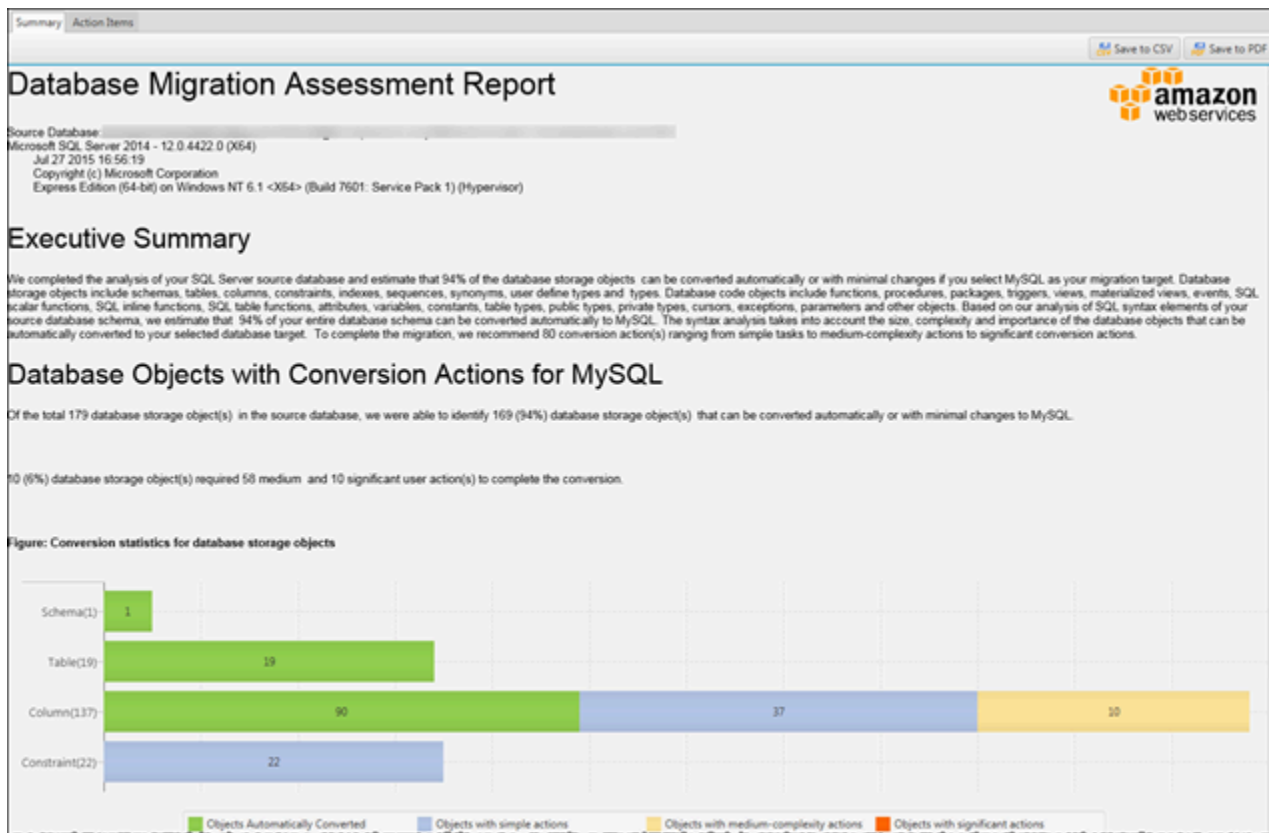 Summary Action Items
Save to CSV Save to PDF
Database Migration Assessment Report
amazon
webservices
Source Database:
Microsoft SQL Server 2014 - 12.0.4422.0 (X64)
Jul 27 2015 16:56:19
Copyright (c) Microsoft Corporation
Express Edition (64-bit) on Windows NT 6.1 <X64> (Build 7601: Service Pack 1) (Hypervisor)
Executive Summary
We completed the analysis of your SQL Server source database and estimate that 94% of the database storage objects can be converted automatically or with minimal changes if you select MySQL as your migration target. Database
storage objects include schemas, tables, columns, constraints, indexes, sequences, synonyms, user define types and types. Database code objects include functions, procedures, packages, triggers, views, materialized views, events, SQL
scalar functions, SQL inline functions, SQL table functions, attributes, variables, constants, table types, public types, private types, cursors, exceptions, parameters and other objects. Based on our analysis of SQL syntax elements of your
source database schema, we estimate that 94% of your entire database schema can be converted automatically to MySQL. The syntax analysis takes into account the size, complexity and importance of the database objects that can be
automatically converted to your selected database target. To complete the migration, we recommend 80 conversion action(s) ranging from simple tasks to medium-complexity actions to significant conversion actions.
Database Objects with Conversion Actions for MySQL
Of the total 179 database storage object(s) in the source database, we were able to identify 169 (94%) database storage object(s) that can be converted automatically or with minimal changes to MySQL.
10 (6%) database storage object(s) required 58 medium and 10 significant user action(s) to complete the conversion.
Figure: Conversion statistics for database storage objects
Schema(1) 1
Table(19) 19
Column(137) 90 37 10
Constraint(22) 22
Objects Automatically Converted Objects with simple actions Objects with medium-complexity actions Objects with significant actions